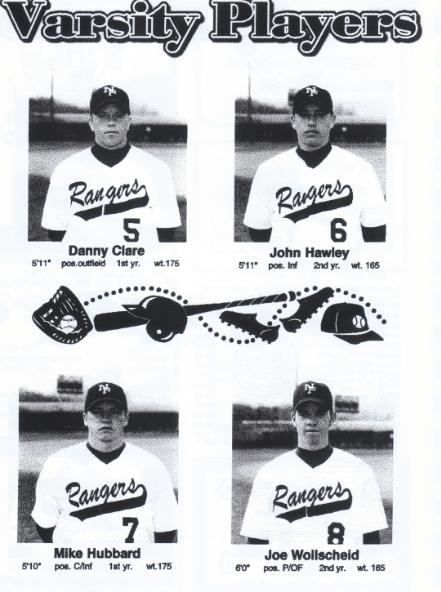 Varsity Players
Rangers
5
Danny Clare
5'11" pos.outfield 1st yr. wt.175
Rangers
6
John Hawley
5'11" pos. Inf 2nd yr. wt. 165
Rangers
7
Mike Hubbard
5'10" pos. C/Inf 1st yr. wt.175
Rangers
8
Joe Wollscheid
6'0" pos. P/OF 2nd yr. wt. 165